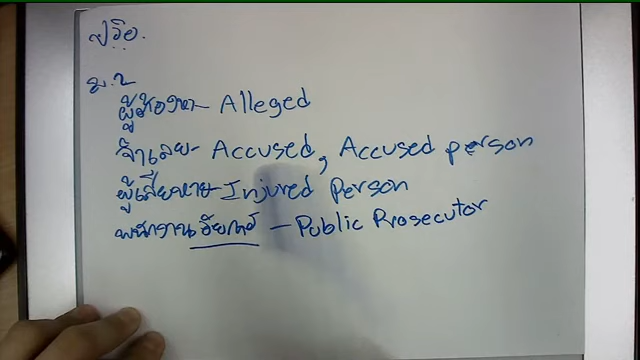 ปวิอ.
ม.2
ผู้ต้องหา- Alleged
จำเลย- Accused, Accused person
ผู้เสียหาย- Injured Person
พนักงานอัยการ - Public Prosecutor